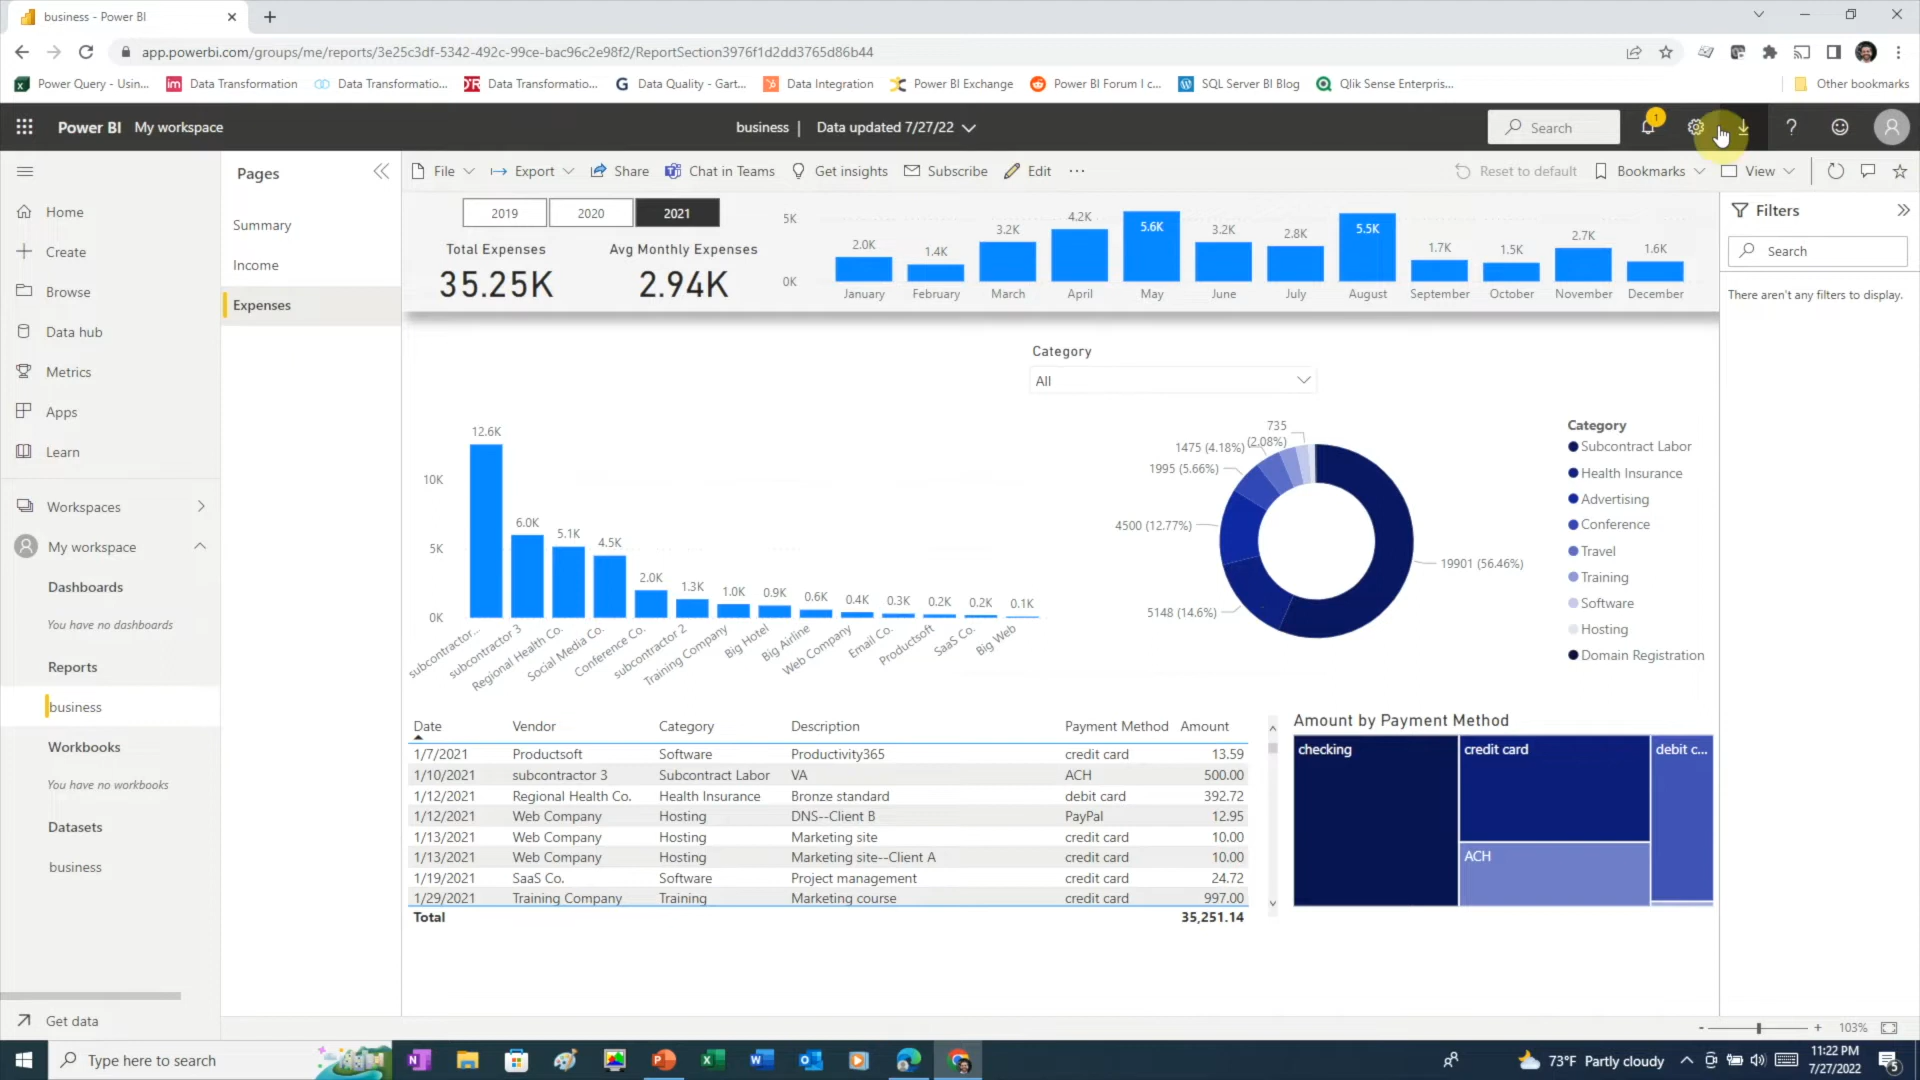 business - Power BI
app.powerbi.com/groups/me/reports/3e25c3df-5342-492c-99ce-bac96c2e98f2/ReportSection3976f1d2dd3765d86b44
Power Query - Usin... Data Transformation Data Transformatio... Data Transformatio... Data Quality - Gart... Data Integration Power BI Exchange Power BI Forum I c... SQL Server BI Blog Qlik Sense Enterpris... Other bookmarks
Power BI My workspace business | Data updated 7/27/22 Search 1
File Export Share Chat in Teams Get insights Subscribe Edit Reset to default Bookmarks View
Home
Create
Browse
Data hub
Metrics
Apps
Learn
Workspaces
My workspace
Dashboards
You have no dashboards
Reports
business
Workbooks
You have no workbooks
Datasets
business
Get data
Pages
Summary
Income
Expenses
2019 2020 2021
Total Expenses Avg Monthly Expenses
35.25K 2.94K
5K
0K
2.0K 1.4K 3.2K 4.2K 5.6K 3.2K 2.8K 5.5K 1.7K 1.5K 2.7K 1.6K
January February March April May June July August September October November December
Category
All
10K
5K
0K
12.6K 6.0K 5.1K 4.5K 2.0K 1.3K 1.0K 0.9K 0.6K 0.4K 0.3K 0.2K 0.2K 0.1K
subcontractor... subcontractor 3 Regional Health Co. Social Media Co. Conference Co. subcontractor 2 Training Company Big Hotel Big Airline Web Company Email Co. Productsoft SaaS Co. Big Web
735
(2.08%)
1475 (4.18%)
1995 (5.66%)
4500 (12.77%)
5148 (14.6%)
19901 (56.46%)
Category
Subcontract Labor
Health Insurance
Advertising
Conference
Travel
Training
Software
Hosting
Domain Registration
Date Vendor Category Description Payment Method Amount
1/7/2021 Productsoft Software Productivity365 credit card 13.59
1/10/2021 subcontractor 3 Subcontract Labor VA ACH 500.00
1/12/2021 Regional Health Co. Health Insurance Bronze standard debit card 392.72
1/12/2021 Web Company Hosting DNS--Client B PayPal 12.95
1/13/2021 Web Company Hosting Marketing site credit card 10.00
1/13/2021 Web Company Hosting Marketing site--Client A credit card 10.00
1/19/2021 SaaS Co. Software Project management credit card 24.72
1/29/2021 Training Company Training Marketing course credit card 997.00
Total 35,251.14
Amount by Payment Method
checking credit card debit c...
ACH
Filters
Search
There aren't any filters to display.
103%
Type here to search 73°F Partly cloudy 11:22 PM
7/27/2022 5